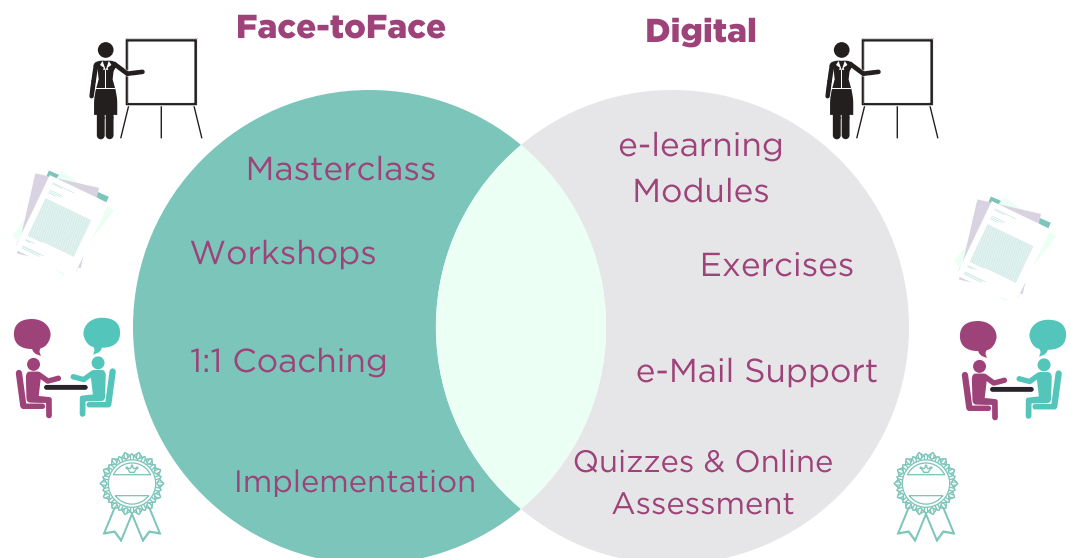 Face-toFace
Digital
Masterclass
Workshops
1:1 Coaching
Implementation
e-learning
Modules
Exercises
e-Mail Support
Quizzes & Online
Assessment